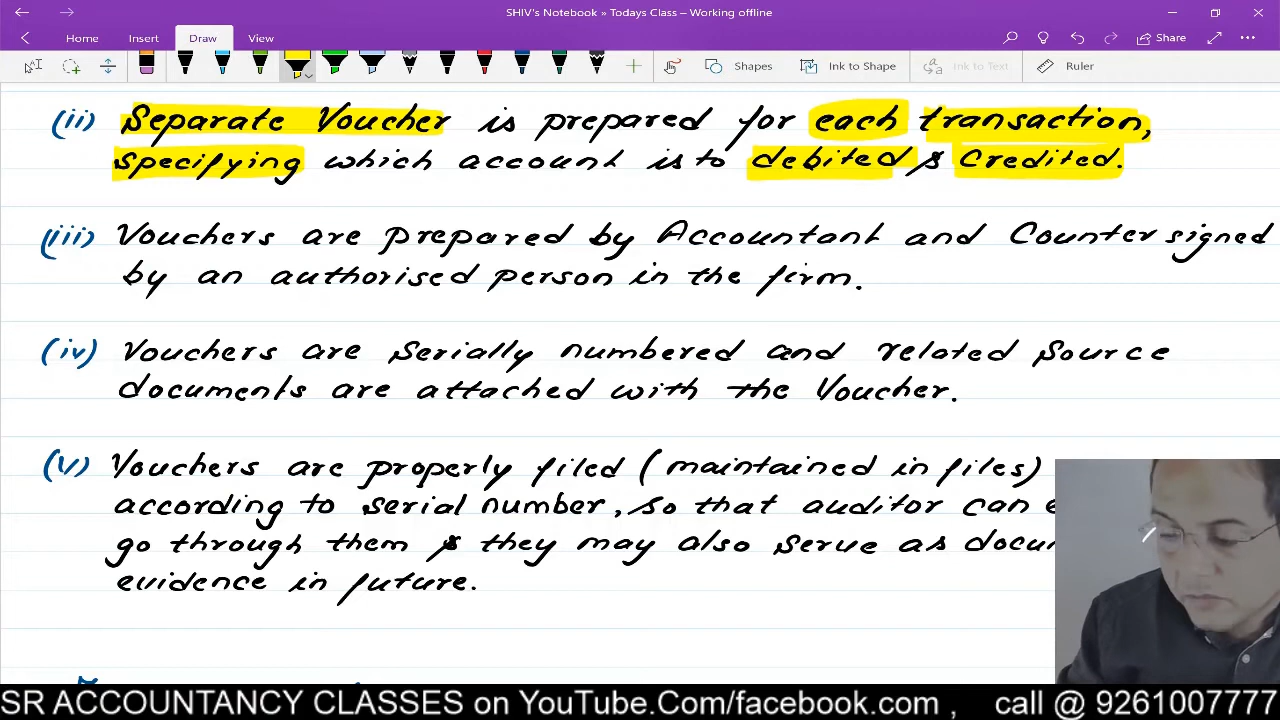 SHIV's Notebook » Todays Class – Working offline
Home Insert Draw View Share
Shapes Ink to Shape Ink to Text Ruler
(ii) Separate Voucher is prepared for each transaction,
specifying which account is to debited & Credited.
(iii) Vouchers are prepared by Accountant and Counter signed
by an authorised person in the firm.
(iv) Vouchers are serially numbered and related source
documents are attached with the Voucher.
(v) Vouchers are properly filed (maintained in files)
according to serial number, so that auditor can
go through them & they may also serve as
evidence in future.
SR ACCOUNTANCY CLASSES on YouTube.Com/facebook.com , call @ 9261007777